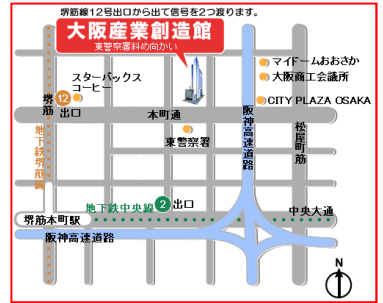 堺筋線12号出口から出て信号を2つ渡ります。
大阪産業創造館
東警察署斜め向かい
スターバックス
コーヒー
マイドームおおさか
大阪商工会議所
CITY PLAZA OSAKA
堺筋
12
出口
本町通
東警察署
阪神高速道路
松屋町筋
地下鉄堺筋線
地下鉄中央線
2
出口
中央大通
堺筋本町駅
阪神高速道路
N